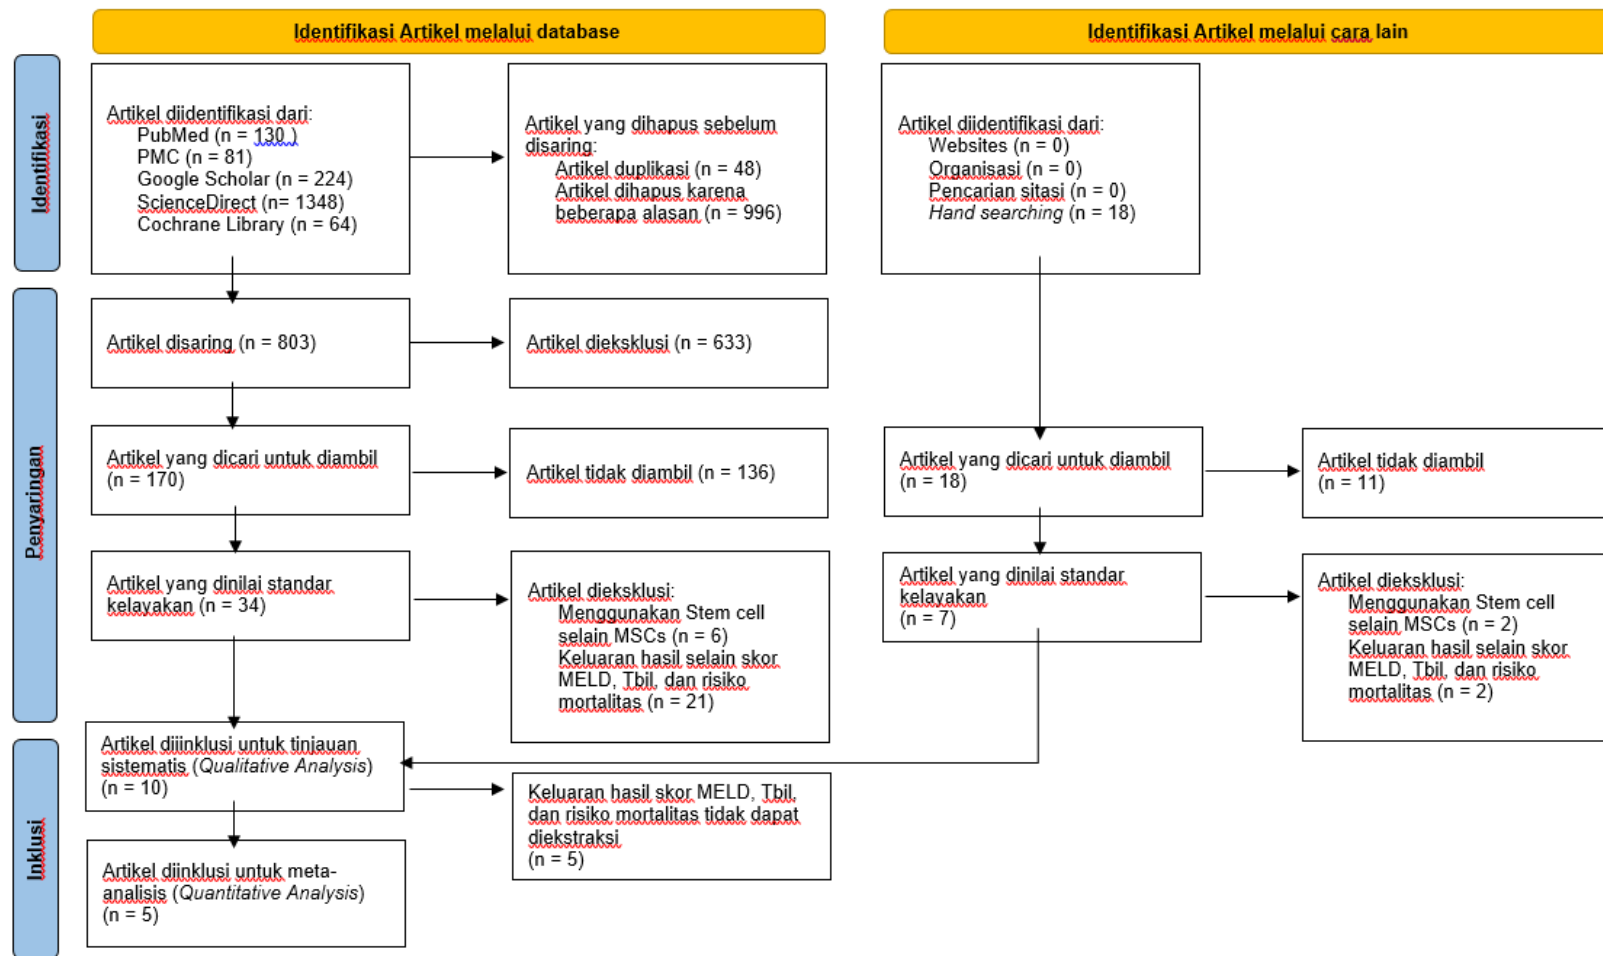 Identifikasi Artikel melalui database
Identifikasi Artikel melalui cara lain
Identifikasi
Artikel diidentifikasi dari:
PubMed (n = 130 )
PMC (n = 81)
Google Scholar (n = 224)
ScienceDirect (n= 1348)
Cochrane Library (n = 64)
Artikel yang dihapus sebelum
disaring:
Artikel duplikasi (n = 48)
Artikel dihapus karena
beberapa alasan (n = 996)
Artikel diidentifikasi dari:
Websites (n = 0)
Organisasi (n = 0)
Pencarian sitasi (n = 0)
Hand searching (n = 18)
Penyaringan
Artikel disaring (n = 803)
Artikel dieksklusi (n = 633)
Artikel yang dicari untuk diambil
(n = 170)
Artikel tidak diambil (n = 136)
Artikel yang dicari untuk diambil
(n = 18)
Artikel tidak diambil
(n = 11)
Artikel yang dinilai standar
kelayakan (n = 34)
Artikel dieksklusi:
Menggunakan Stem cell
selain MSCs (n = 6)
Keluaran hasil selain skor
MELD, Tbil, dan risiko
mortalitas (n = 21)
Artikel yang dinilai standar
kelayakan
(n = 7)
Artikel dieksklusi:
Menggunakan Stem cell
selain MSCs (n = 2)
Keluaran hasil selain skor
MELD, Tbil, dan risiko
mortalitas (n = 2)
Inklusi
Artikel diiinklusi untuk tinjauan
sistematis (Qualitative Analysis)
(n = 10)
Keluaran hasil skor MELD, Tbil,
dan risiko mortalitas tidak dapat
diekstraksi
(n = 5)
Artikel diinklusi untuk meta-
analisis (Quantitative Analysis)
(n = 5)